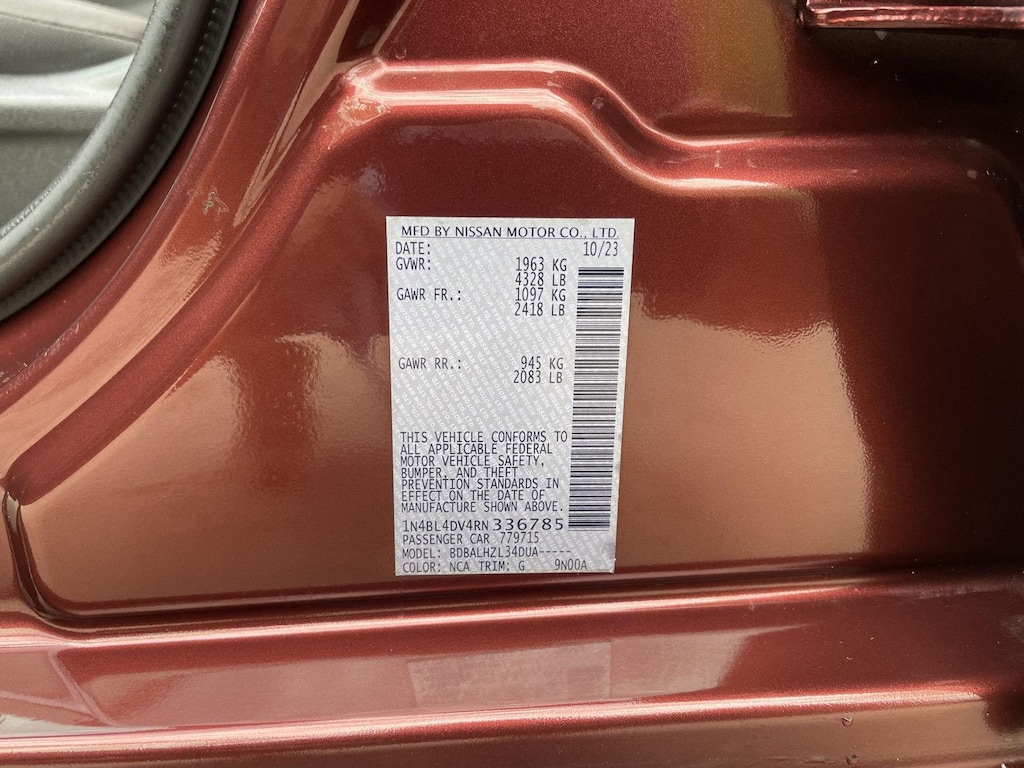 MFD BY NISSAN MOTOR CO., LTD.
DATE: 10/23
GVWR: 1963 KG
4328 LB
GAWR FR.: 1097 KG
2418 LB
GAWR RR.: 945 KG
2083 LB
THIS VEHICLE CONFORMS TO
ALL APPLICABLE FEDERAL
MOTOR VEHICLE SAFETY,
BUMPER, AND THEFT
PREVENTION STANDARDS IN
EFFECT ON THE DATE OF
MANUFACTURE SHOWN ABOVE.
1N4BL4DV4RN336785
PASSENGER CAR 779715
MODEL: BDBALHZL34DUA-----
COLOR: NCA TRIM: G 9N00A